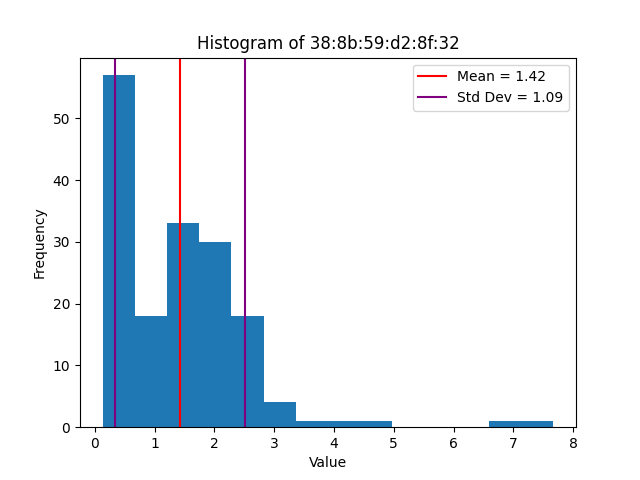 Histogram of 38:8b:59:d2:8f:32
Mean = 1.42
Std Dev = 1.09
Frequency
50
40
30
20
10
0
0 1 2 3 4 5 6 7 8
Value